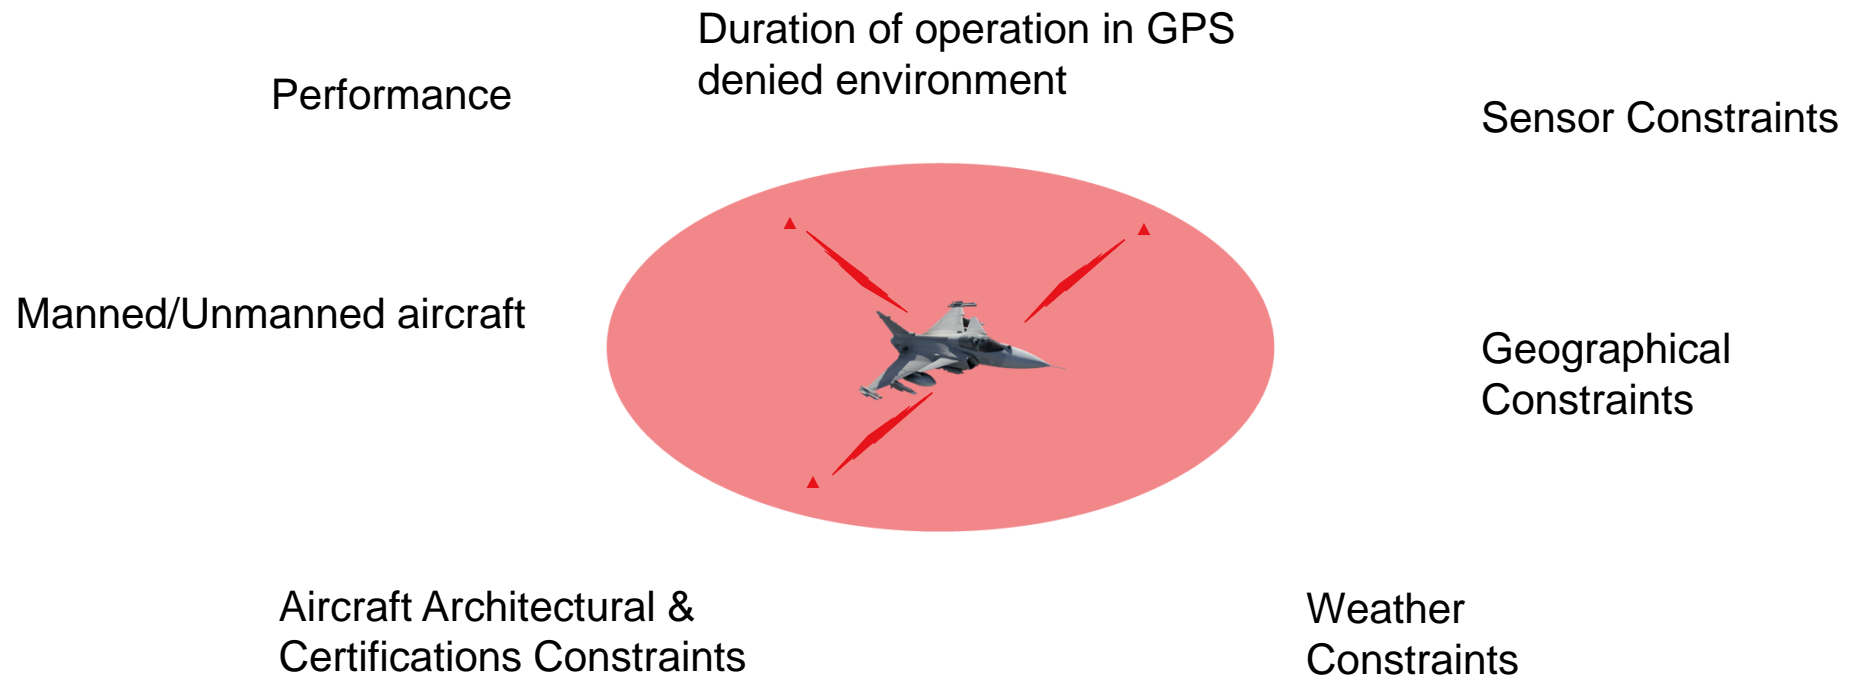 Duration of operation in GPS
denied environment
Performance
Sensor Constraints
Manned/Unmanned aircraft
Geographical
Constraints
Aircraft Architectural &
Certifications Constraints
Weather
Constraints